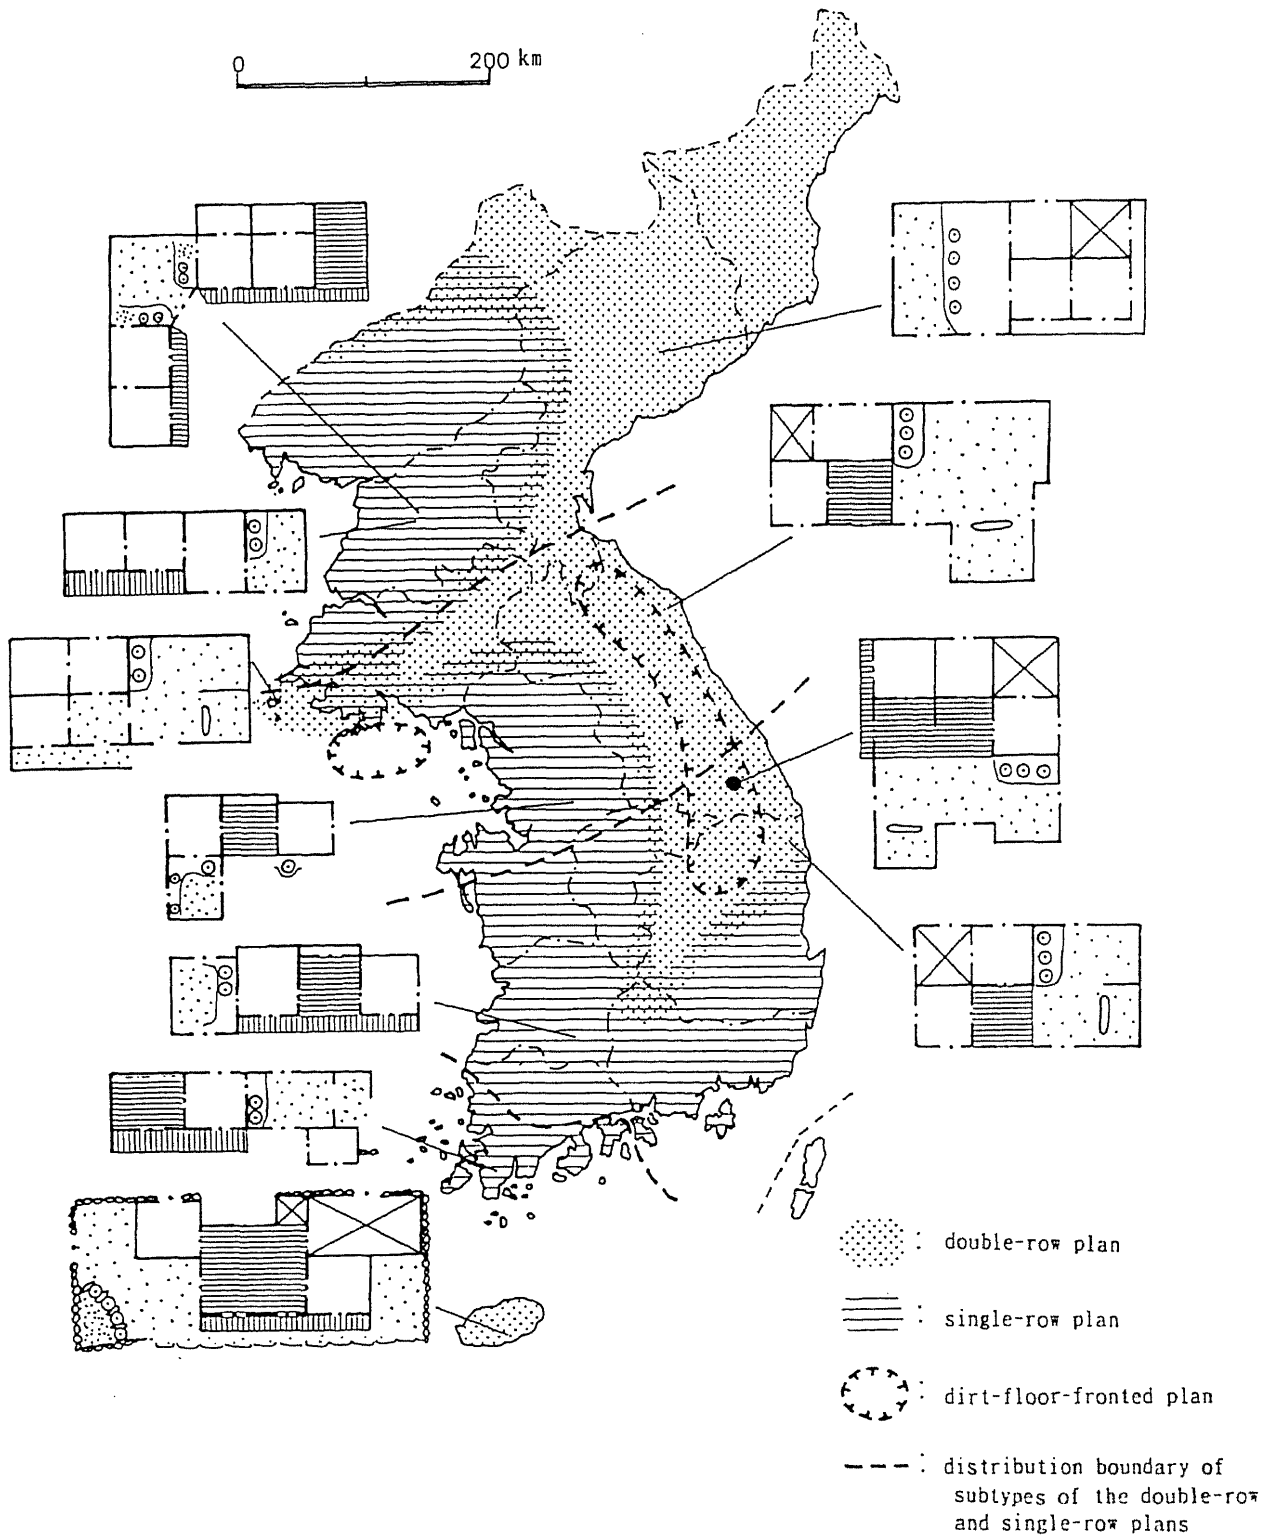 0 200 km
: double-row plan
: single-row plan
: dirt-floor-fronted plan
: distribution boundary of
subtypes of the double-row
and single-row plans